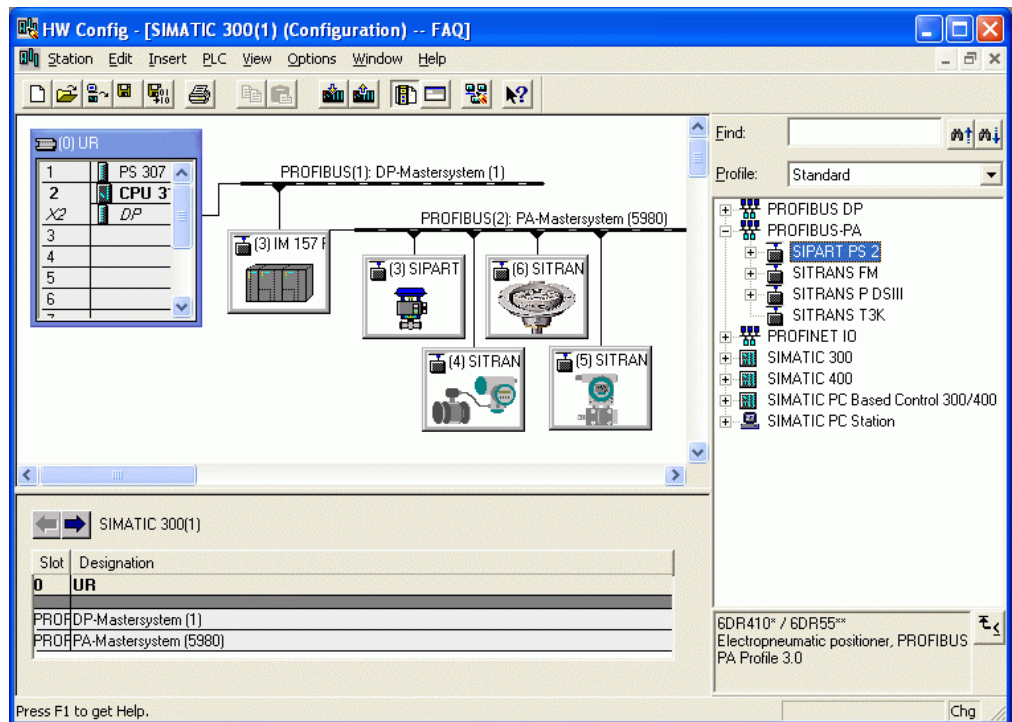 HW Config - [SIMATIC 300(1) (Configuration) -- FAQ]
Station Edit Insert PLC View Options Window Help
(0) UR
1 PS 307
2 CPU 3
X2 DP
3
4
5
6
PROFIBUS(1): DP-Mastersystem (1)
(3) IM 157
PROFIBUS(2): PA-Mastersystem (5980)
(3) SIPART
(6) SITRAN
(4) SITRAN
(5) SITRAN
Find:
Profile: Standard
PROFIBUS DP
PROFIBUS-PA
SIPART PS 2
SITRANS FM
SITRANS P DSIII
SITRANS T3K
PROFINET IO
SIMATIC 300
SIMATIC 400
SIMATIC PC Based Control 300/400
SIMATIC PC Station
SIMATIC 300(1)
Slot Designation
0 UR
PROF DP-Mastersystem (1)
PROF PA-Mastersystem (5980)
6DR410* / 6DR55**
Electropneumatic positioner, PROFIBUS
PA Profile 3.0
Press F1 to get Help.
Chg